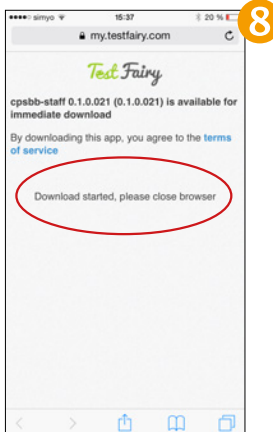 8
simyo 15:37 20 %
my.testfairy.com
Test Fairy
cpsbb-staff 0.1.0.021 (0.1.0.021) is available for
immediate download
By downloading this app, you agree to the terms
of service
Download started, please close browser